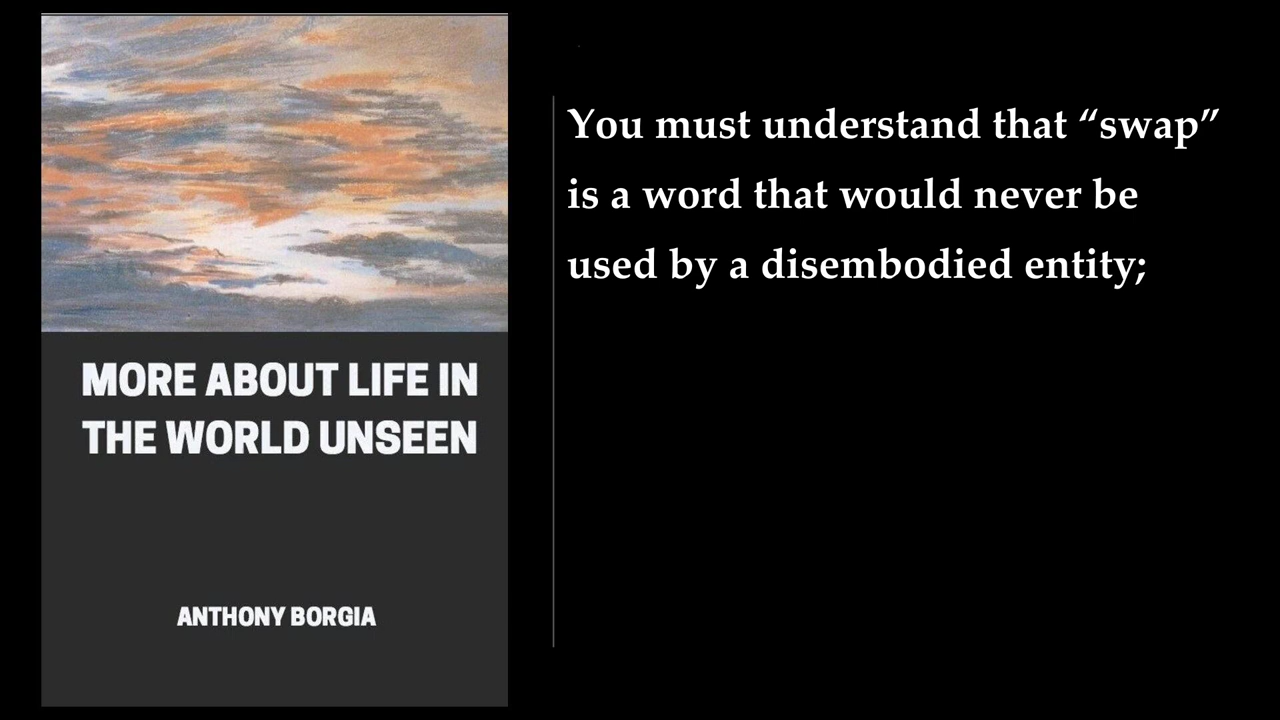 MORE ABOUT LIFE IN
THE WORLD UNSEEN
ANTHONY BORGIA
You must understand that “swap”
is a word that would never be
used by a disembodied entity;